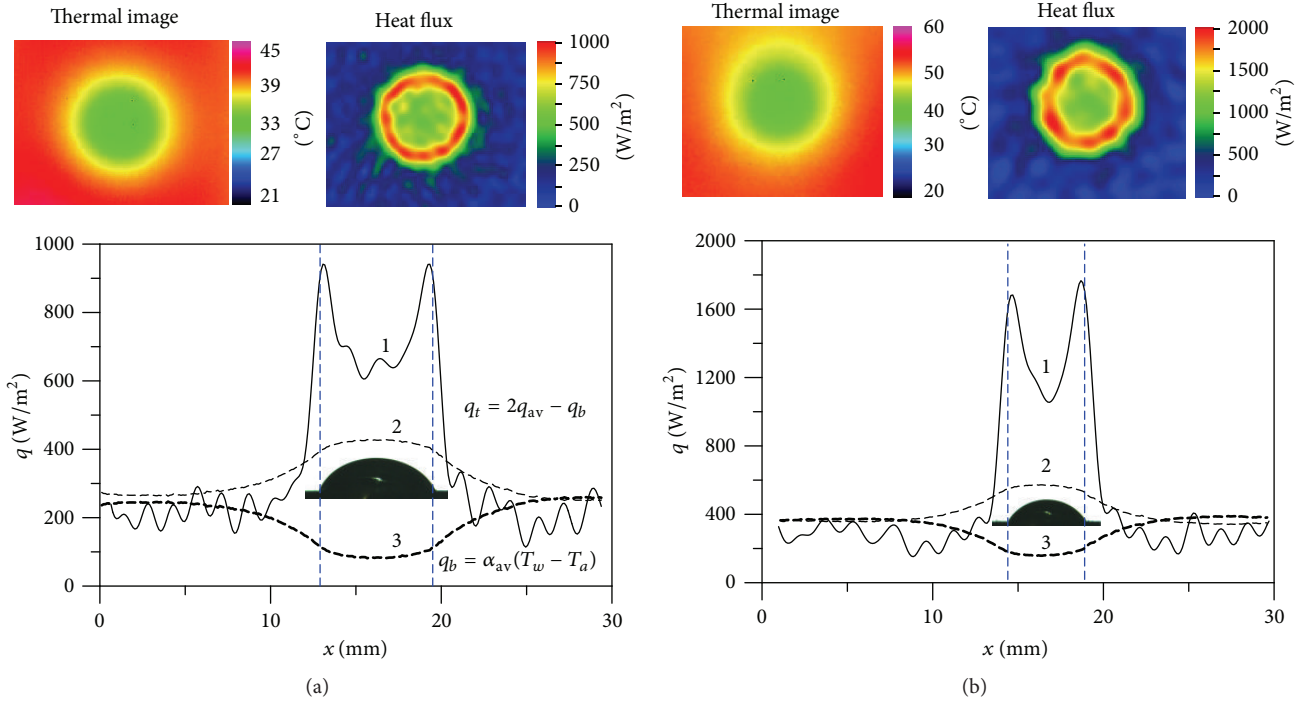 Thermal image
Heat flux
45
39
33
27
21
(°C)
1000
750
500
250
0
(W/m²)
1000
800
600
400
200
0
q (W/m²)
1
2
3
q_t = 2q_av − q_b
q_b = α_av(T_w − T_a)
0
10
20
30
x (mm)
(a)
Thermal image
Heat flux
60
50
40
30
20
(°C)
2000
1500
1000
500
0
(W/m²)
2000
1600
1200
800
400
0
q (W/m²)
1
2
3
0
10
20
30
x (mm)
(b)